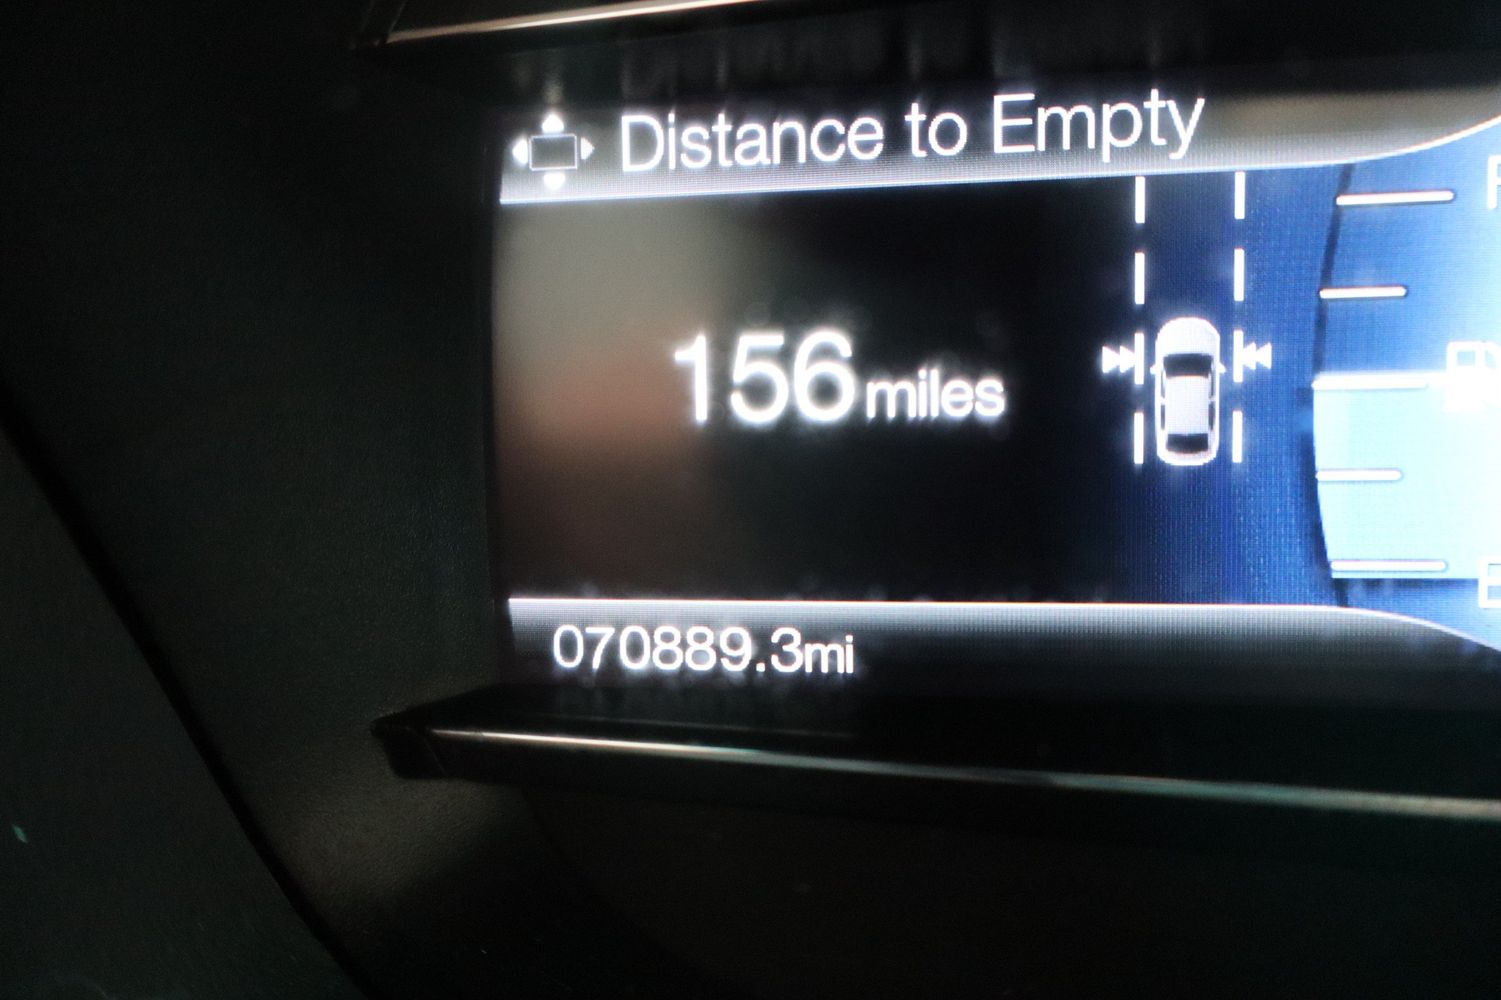 Distance to Empty
156 miles
070889.3mi